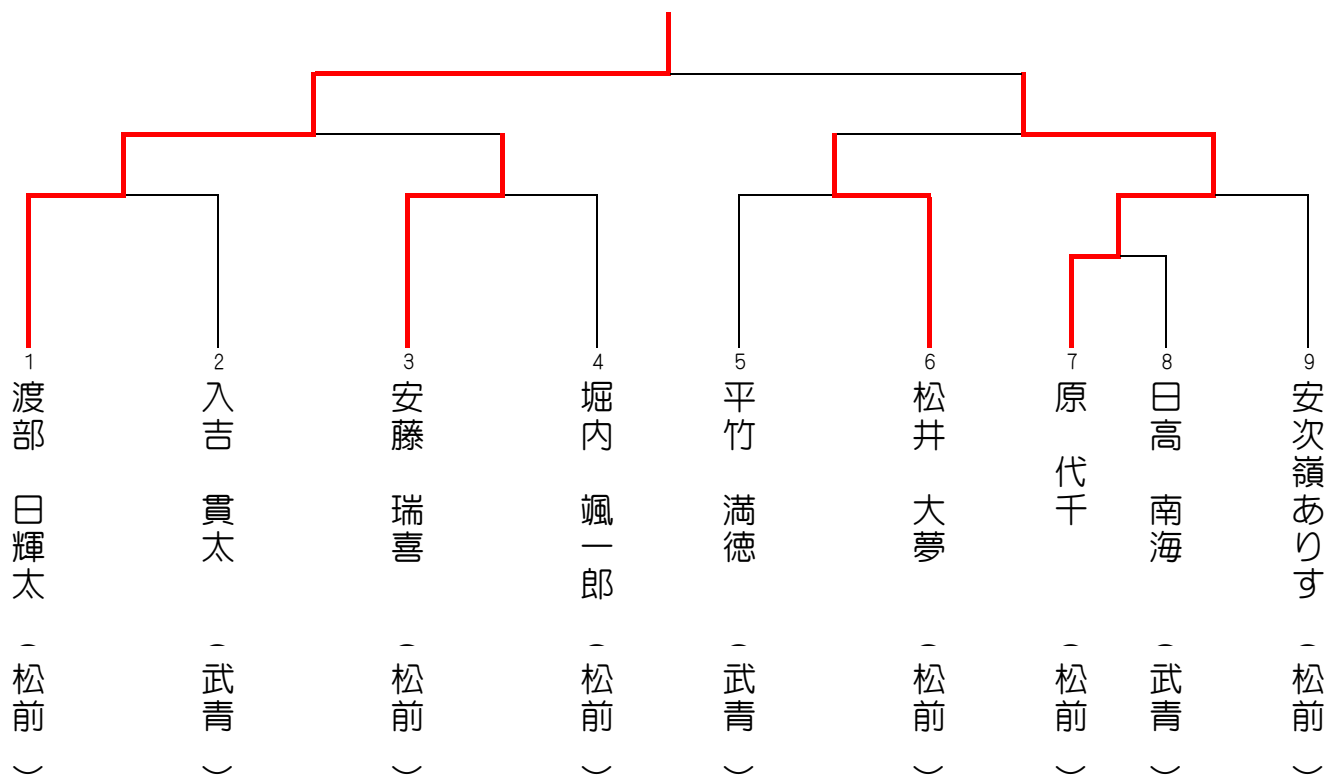 1
渡部 日輝太 （松前）
2
入吉 貫太 （武青）
3
安藤 瑞喜 （松前）
4
堀内 颯一郎 （松前）
5
平竹 満徳 （武青）
6
松井 大夢 （松前）
7
原 代千 （松前）
8
日高 南海 （武青）
9
安次嶺ありす （松前）